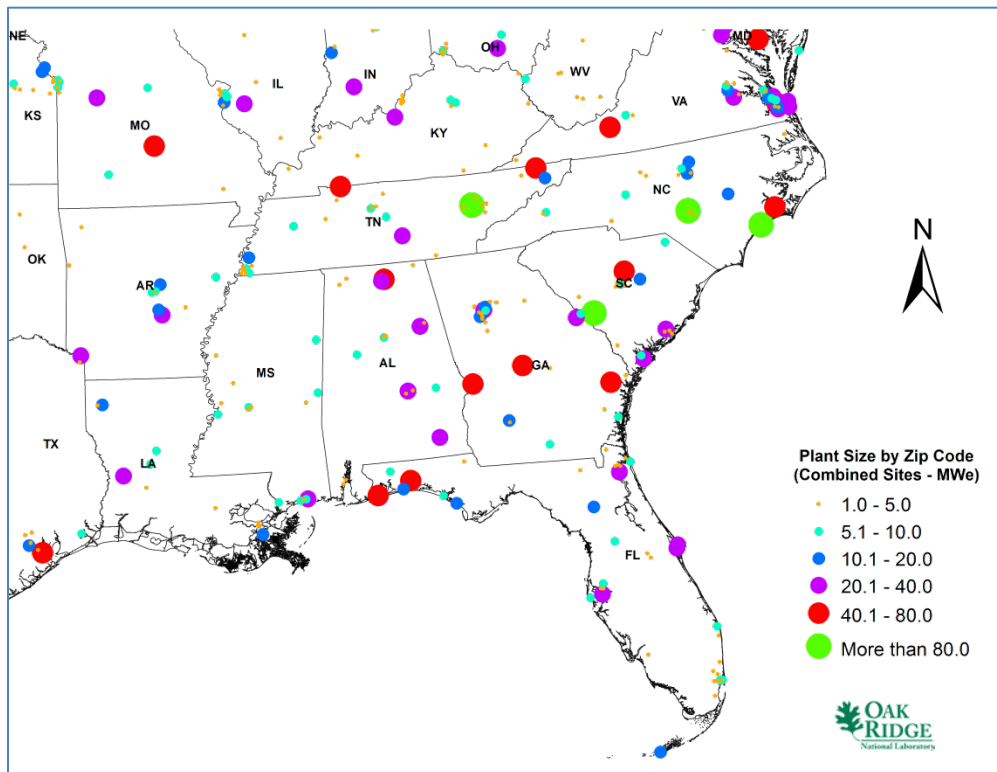 NE
OH
MD
IL
IN
WV
KS
VA
MO
KY
NC
TN
OK
N
AR
SC
MS
AL
GA
TX
LA
Plant Size by Zip Code
(Combined Sites - MWe)
1.0 - 5.0
5.1 - 10.0
10.1 - 20.0
FL
20.1 - 40.0
40.1 - 80.0
More than 80.0
OAK
RIDGE
National Laboratory